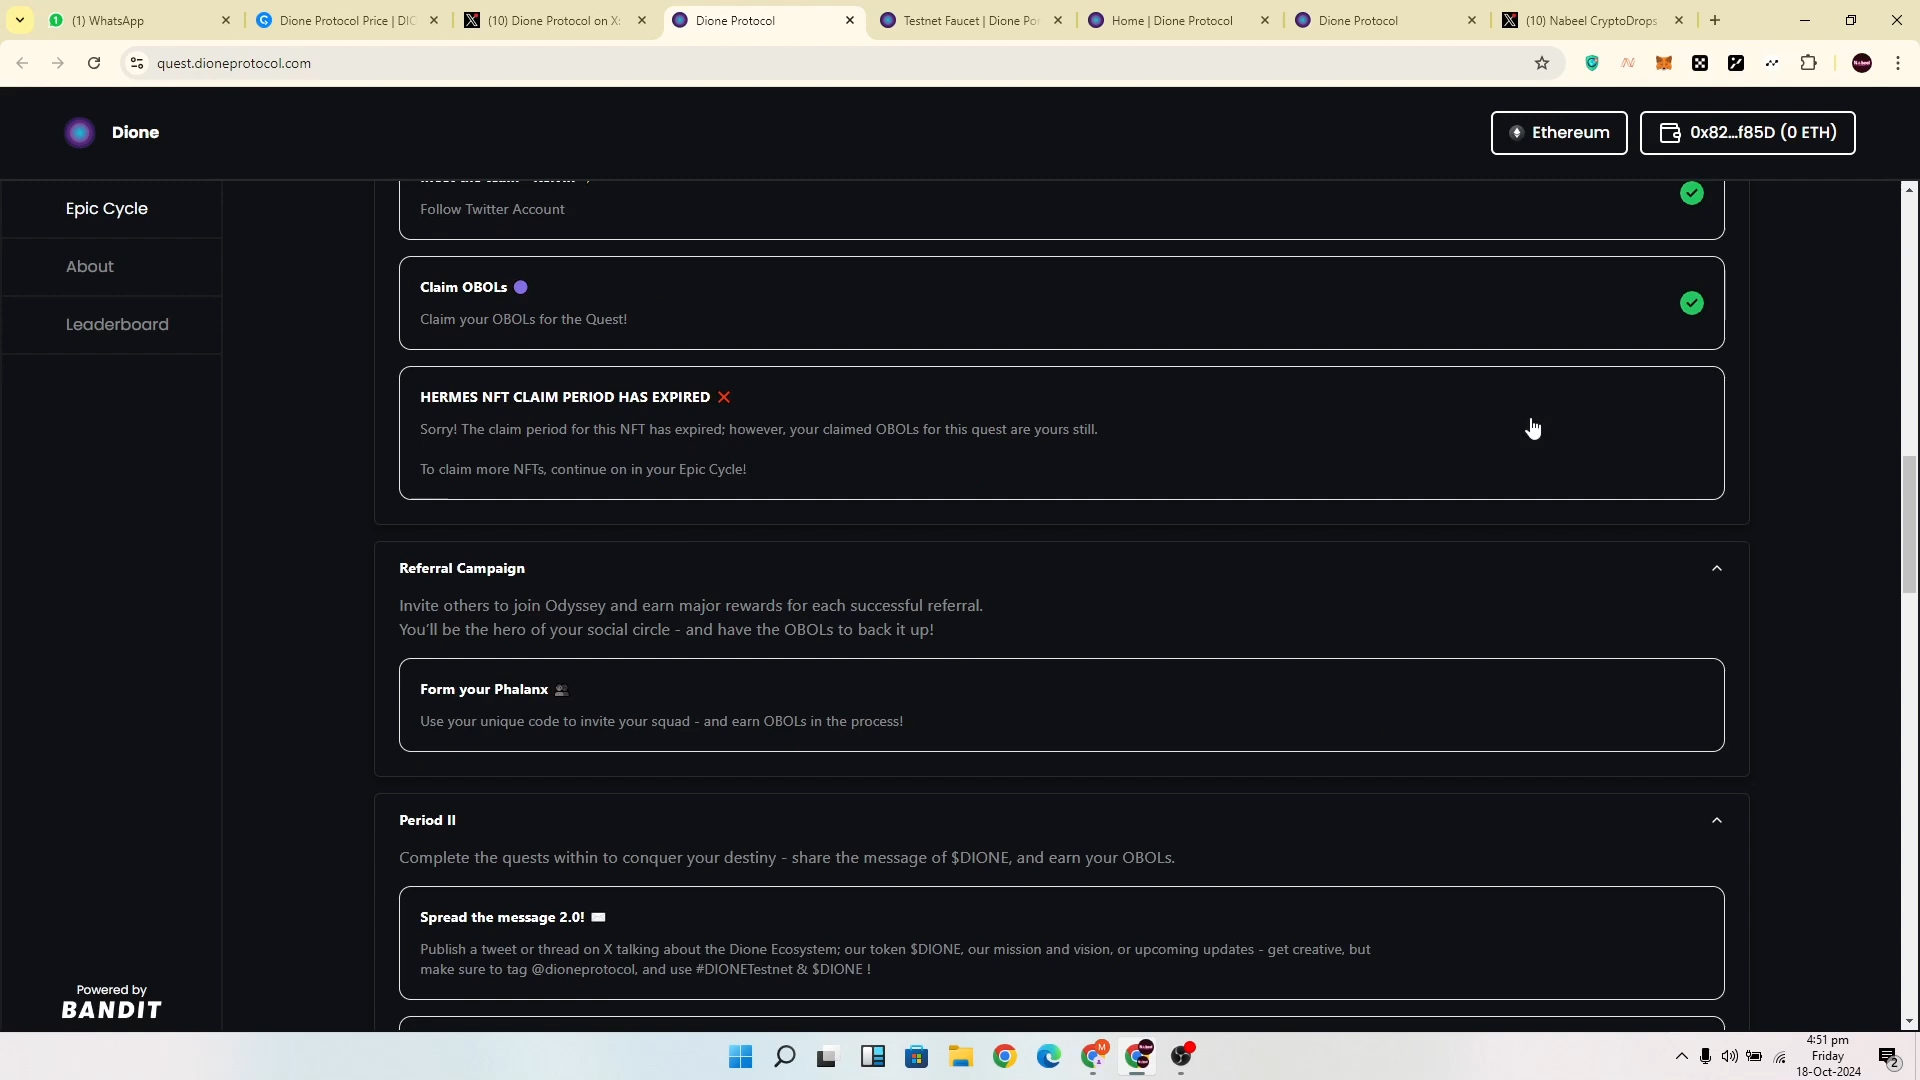 (1) WhatsApp
Dione Protocol Price | DIO
(10) Dione Protocol on X:
Dione Protocol
Testnet Faucet | Dione Por
Home | Dione Protocol
Dione Protocol
(10) Nabeel CryptoDrops
quest.dioneprotocol.com
Dione
Ethereum
0x82...f85D (0 ETH)
Epic Cycle
About
Leaderboard
Follow Twitter Account
Claim OBOLs
Claim your OBOLs for the Quest!
HERMES NFT CLAIM PERIOD HAS EXPIRED ❌
Sorry! The claim period for this NFT has expired; however, your claimed OBOLs for this quest are yours still.
To claim more NFTs, continue on in your Epic Cycle!
Referral Campaign
Invite others to join Odyssey and earn major rewards for each successful referral.
You'll be the hero of your social circle - and have the OBOLs to back it up!
Form your Phalanx
Use your unique code to invite your squad - and earn OBOLs in the process!
Period II
Complete the quests within to conquer your destiny - share the message of $DIONE, and earn your OBOLs.
Spread the message 2.0!
Publish a tweet or thread on X talking about the Dione Ecosystem; our token $DIONE, our mission and vision, or upcoming updates - get creative, but
make sure to tag @dioneprotocol, and use #DIONETestnet & $DIONE !
Powered by
BANDIT
4:51 pm
Friday
18-Oct-2024
2